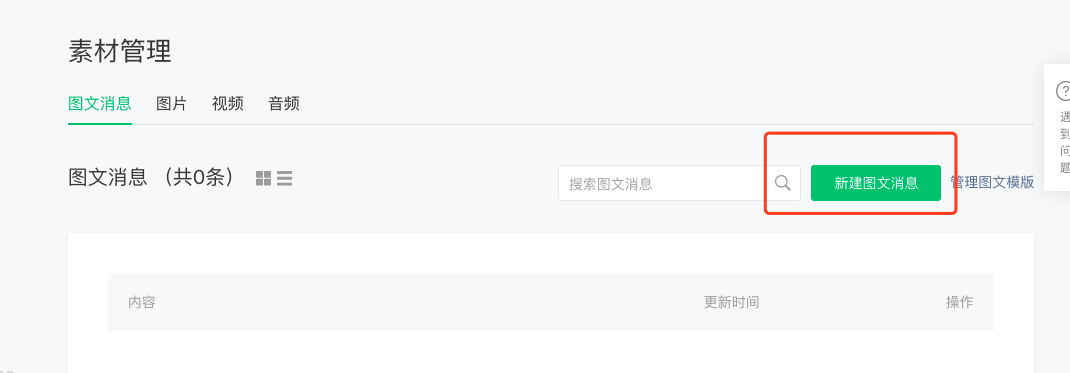 素材管理
图文消息 图片 视频 音频
图文消息 （共0条）
搜索图文消息
新建图文消息
管理图文模版
内容 更新时间 操作
?
遇
到
问
题